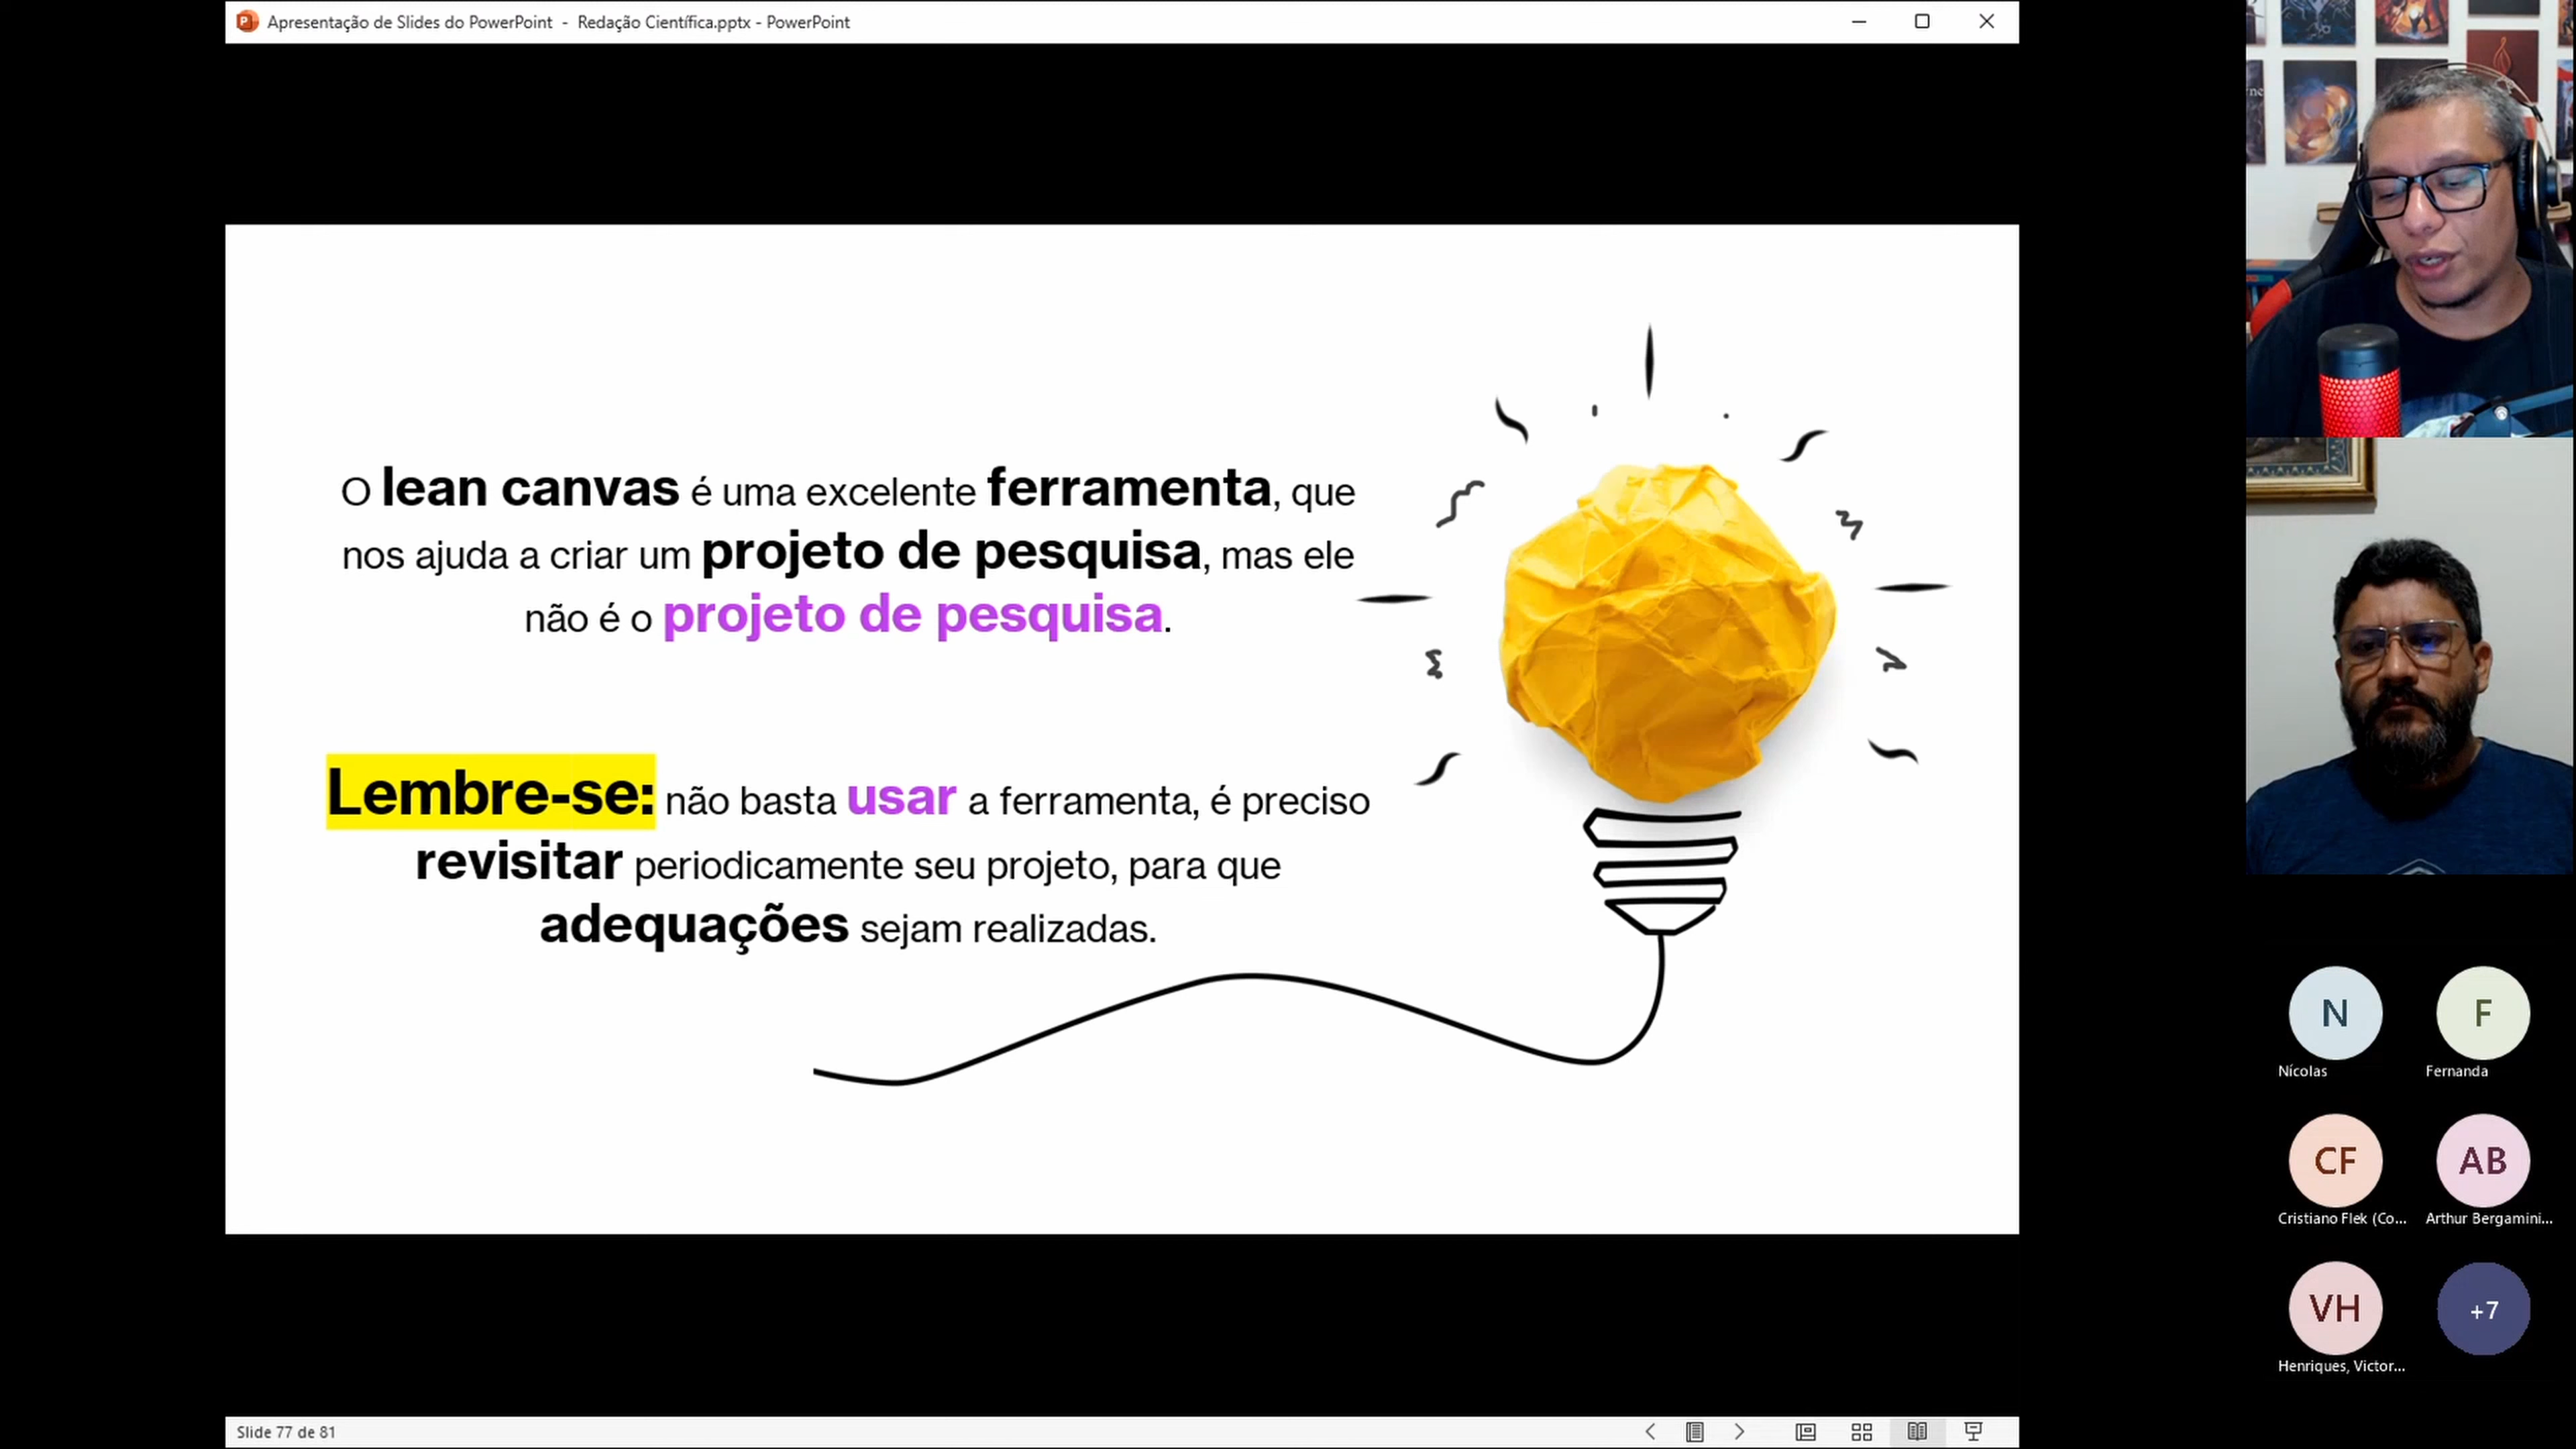 Apresentação de Slides do PowerPoint - Redação Científica.pptx - PowerPoint
O lean canvas é uma excelente ferramenta, que
nos ajuda a criar um projeto de pesquisa, mas ele
não é o projeto de pesquisa.
Lembre-se: não basta usar a ferramenta, é preciso
revisitar periodicamente seu projeto, para que
adequações sejam realizadas.
N
F
Nícolas
Fernanda
CF
AB
Cristiano Flek (Co...
Arthur Bergamini...
VH
+7
Henriques, Victor...
Slide 77 de 81